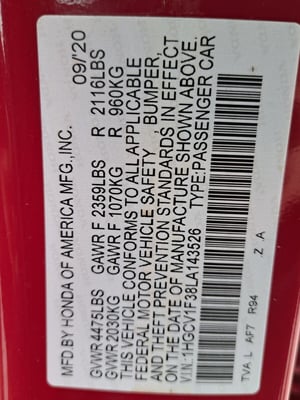 MFD BY HONDA OF AMERICA MFG.,INC. 09/'20
GVWR 4475LBS GAWR F 2359LBS R 2116LBS
GVWR 2030KG GAWR F 1070KG R 960KG
THIS VEHICLE CONFORMS TO ALL APPLICABLE
FEDERAL MOTOR VEHICLE SAFETY BUMPER,
AND THEFT PREVENTION STANDARDS IN EFFECT
ON THE DATE OF MANUFACTURE SHOWN ABOVE.
V.I.N.:1HGCV1F38LA143526 TYPE:PASSENGER CAR
Z A
TVA L AF7 R94